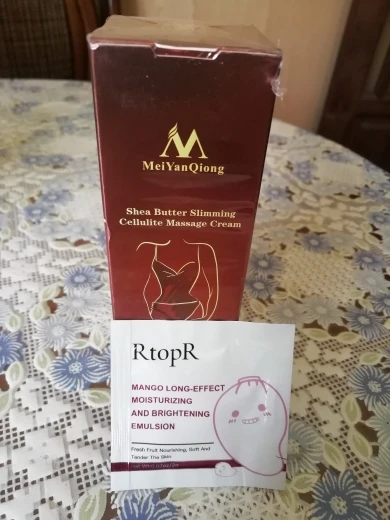 MeiYanQiong
Shea Butter Slimming
Cellulite Massage Cream
RtopR
MANGO LONG-EFFECT
MOISTURIZING
AND BRIGHTENING
EMULSION
Fresh Fruit Nourishing, Soft And
Tender The Skin